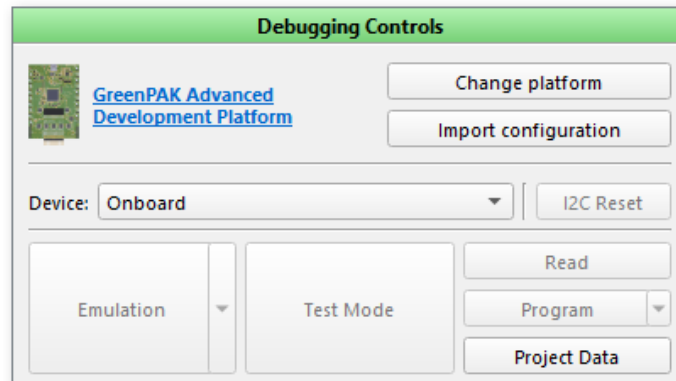 Debugging Controls
GreenPAK Advanced
Development Platform
Change platform
Import configuration
Device: Onboard
I2C Reset
Emulation
Test Mode
Read
Program
Project Data